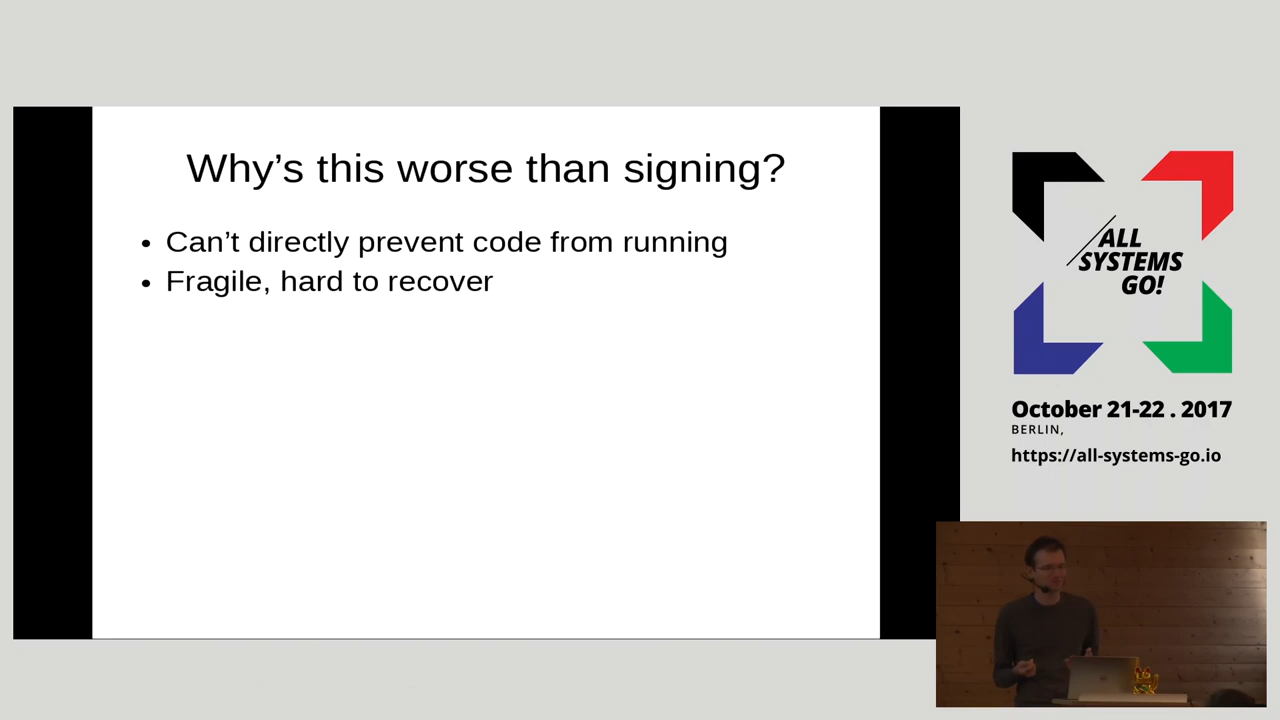 Why's this worse than signing?
• Can't directly prevent code from running
• Fragile, hard to recover
ALL
SYSTEMS
GO!
October 21-22 . 2017
BERLIN,
https://all-systems-go.io